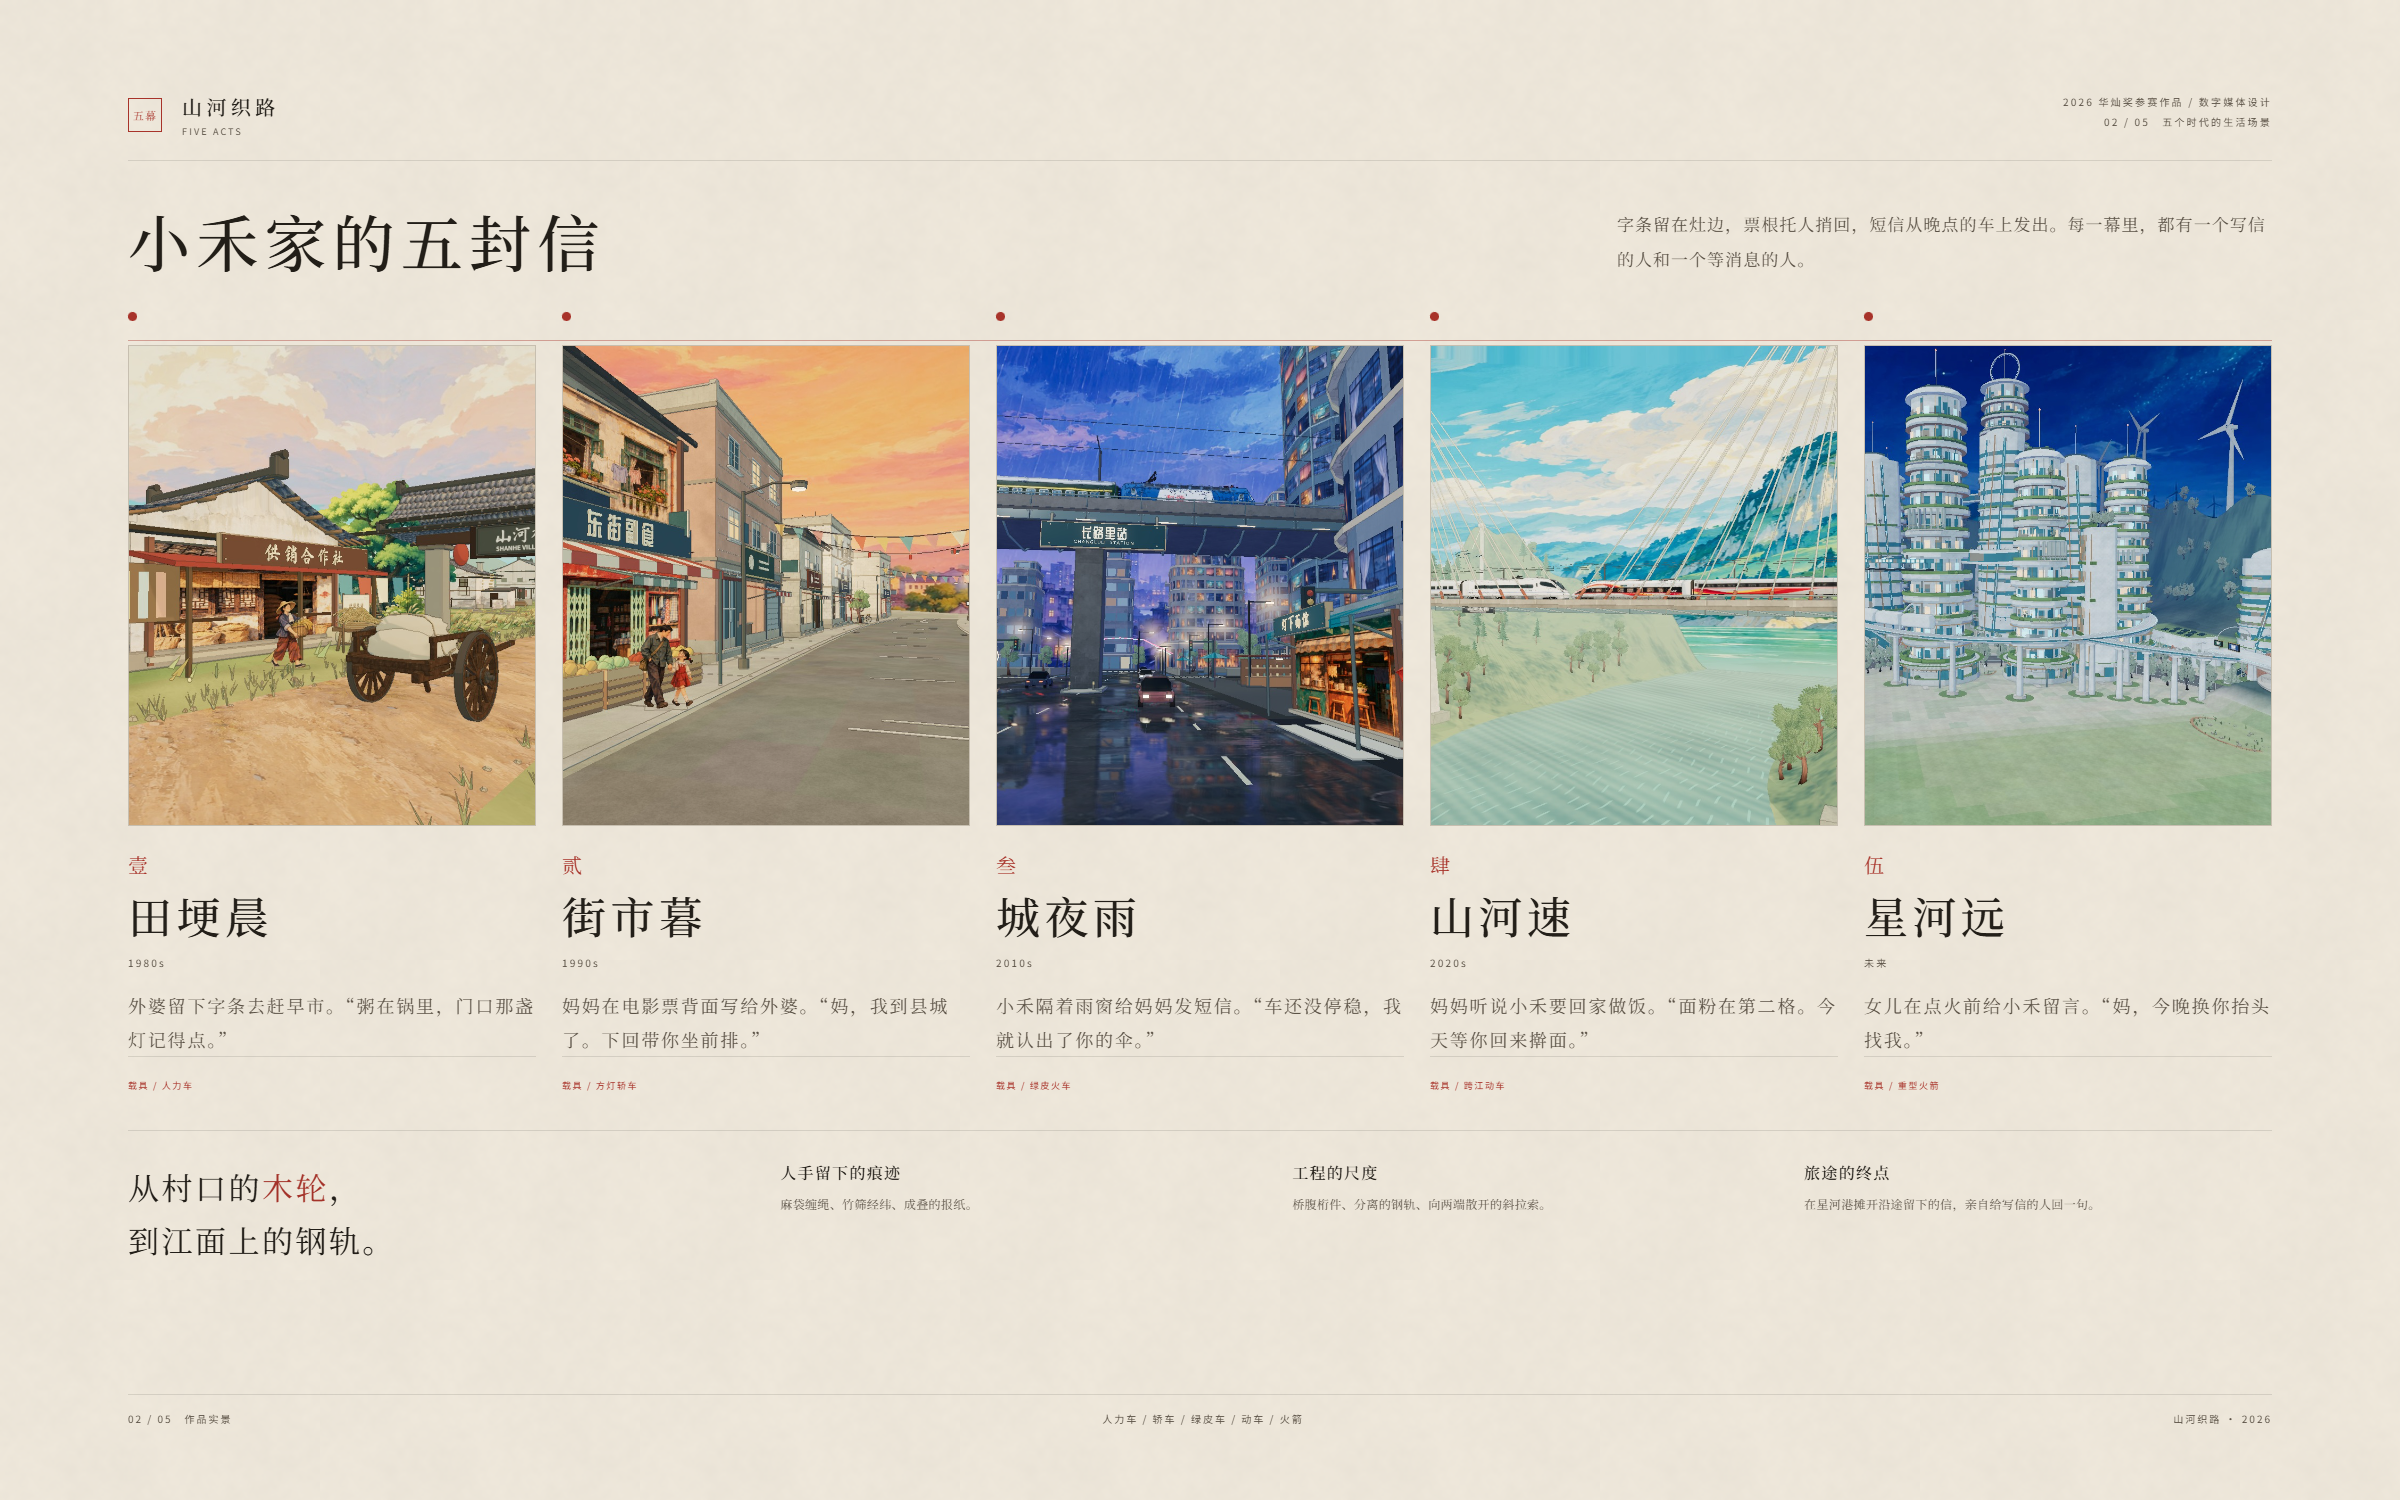 五幕
山河织路
FIVE ACTS
2026 华灿奖参赛作品 / 数字媒体设计
02 / 05 五个时代的生活场景
小禾家的五封信
字条留在灶边，票根托人捎回，短信从晚点的车上发出。每一幕里，都有一个写信
的人和一个等消息的人。
供销合作社
山河
SHANHE VILL
东街副食
长路里站
CHANGLULI STATION
灯下面馆
壹
田埂晨
1980s
外婆留下字条去赶早市。“粥在锅里，门口那盏
灯记得点。”
载具 / 人力车
贰
街市暮
1990s
妈妈在电影票背面写给外婆。“妈，我到县城
了。下回带你坐前排。”
载具 / 方灯轿车
叁
城夜雨
2010s
小禾隔着雨窗给妈妈发短信。“车还没停稳，我
就认出了你的伞。”
载具 / 绿皮火车
肆
山河速
2020s
妈妈听说小禾要回家做饭。“面粉在第二格。今
天等你回来擀面。”
载具 / 跨江动车
伍
星河远
未来
女儿在点火前给小禾留言。“妈，今晚换你抬头
找我。”
载具 / 重型火箭
从村口的木轮，
到江面上的钢轨。
人手留下的痕迹
麻袋缠绳、竹筛经纬、成叠的报纸。
工程的尺度
桥腹桁件、分离的钢轨、向两端散开的斜拉索。
旅途的终点
在星河港摊开沿途留下的信，亲自给写信的人回一句。
02 / 05 作品实景
人力车 / 轿车 / 绿皮车 / 动车 / 火箭
山河织路 · 2026